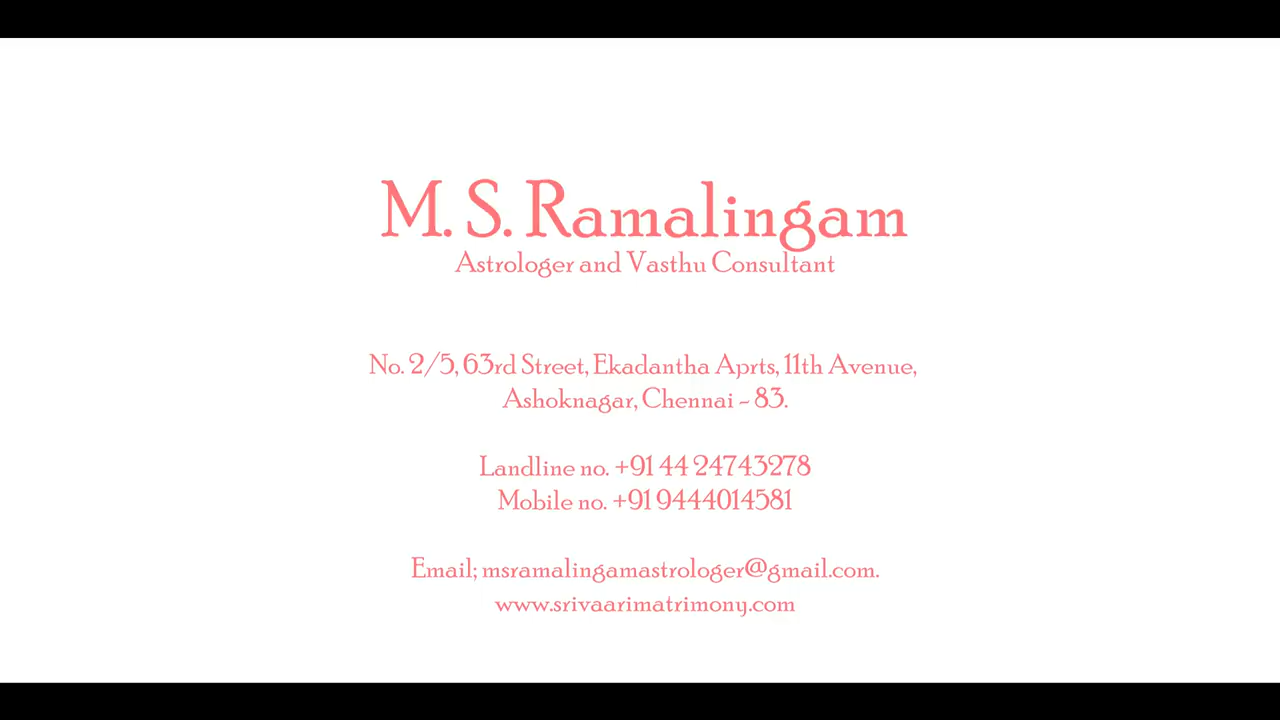 M. S. Ramalingam
Astrologer and Vasthu Consultant
No. 2/5, 63rd Street, Ekadantha Aprts, 11th Avenue,
Ashoknagar, Chennai - 83.
Landline no. +91 44 24743278
Mobile no. +91 9444014581
Email; msramalingamastrologer@gmail.com.
www.srivaarimatrimony.com